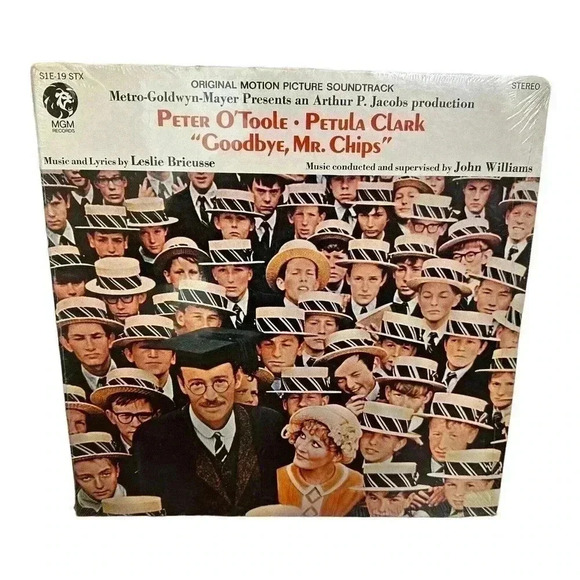 S1E-19 STX
ORIGINAL MOTION PICTURE SOUNDTRACK
STEREO
MGM
RECORDS
Metro-Goldwyn-Mayer Presents an Arthur P. Jacobs production
PETER O'TOOLE · PETULA CLARK
"GOODBYE, MR. CHIPS"
Music and Lyrics by Leslie Bricusse
Music conducted and supervised by John Williams